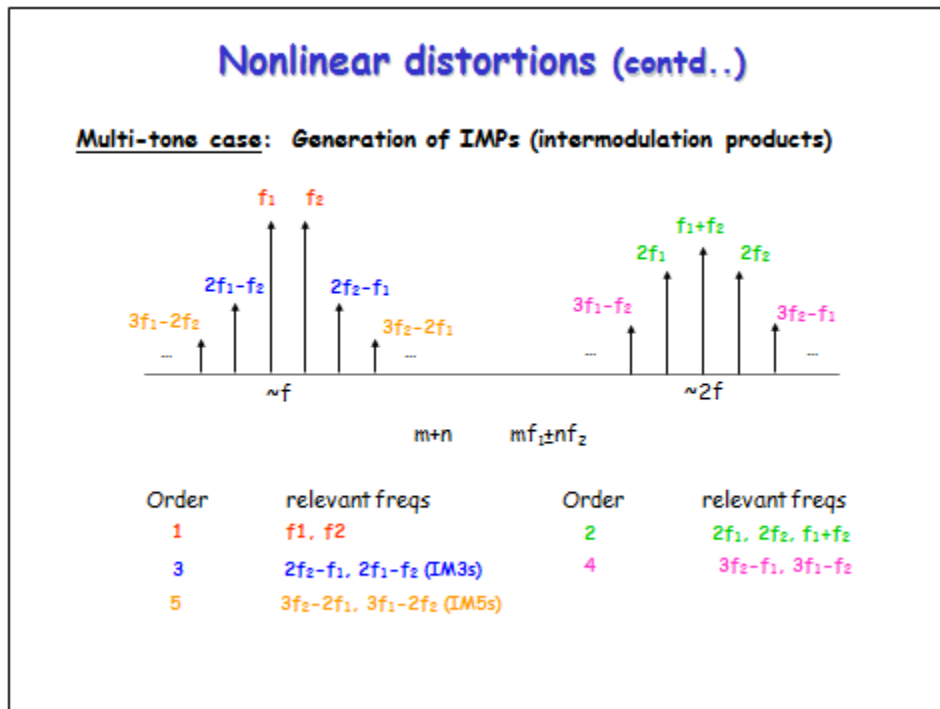 Nonlinear distortions (contd..)
Multi-tone case: Generation of IMPs (intermodulation products)
f₁ f₂
f₁+f₂
2f₁ 2f₂
2f₁-f₂ 2f₂-f₁
3f₁-f₂ 3f₂-f₁
3f₁-2f₂ 3f₂-2f₁
... ... ... ...
~f ~2f
m+n mf₁±nf₂
Order relevant freqs Order relevant freqs
1 f1, f2 2 2f₁, 2f₂, f₁+f₂
3 2f₂-f₁, 2f₁-f₂ (IM3s) 4 3f₂-f₁, 3f₁-f₂
5 3f₂-2f₁, 3f₁-2f₂ (IM5s)